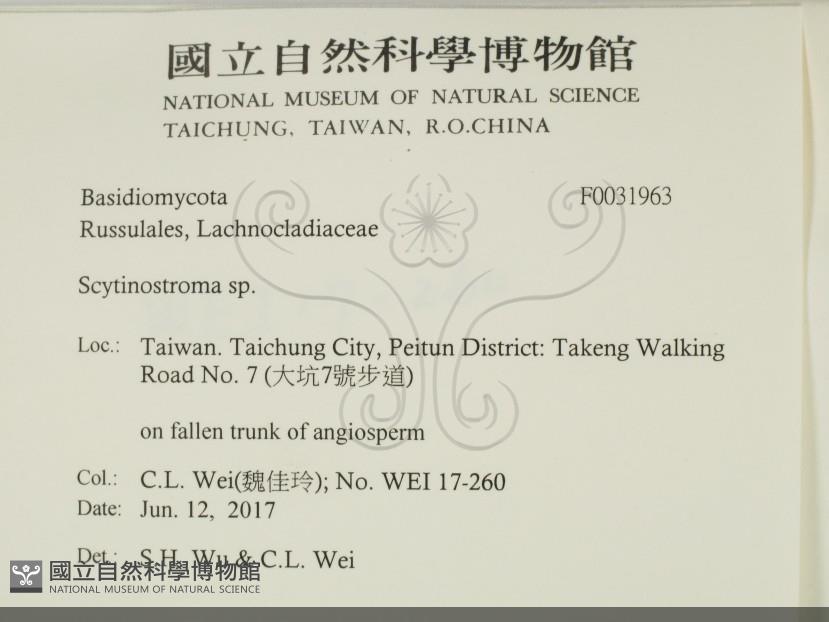 國立自然科學博物館
NATIONAL MUSEUM OF NATURAL SCIENCE
TAICHUNG, TAIWAN, R.O.CHINA
Basidiomycota F0031963
Russulales, Lachnocladiaceae
Scytinostroma sp.
Loc.: Taiwan. Taichung City, Peitun District: Takeng Walking
Road No. 7 (大坑7號步道)
on fallen trunk of angiosperm
Col.: C.L. Wei(魏佳玲); No. WEI 17-260
Date: Jun. 12, 2017
Det.: S.H. Wu & C.L. Wei
國立自然科學博物館
NATIONAL MUSEUM OF NATURAL SCIENCE